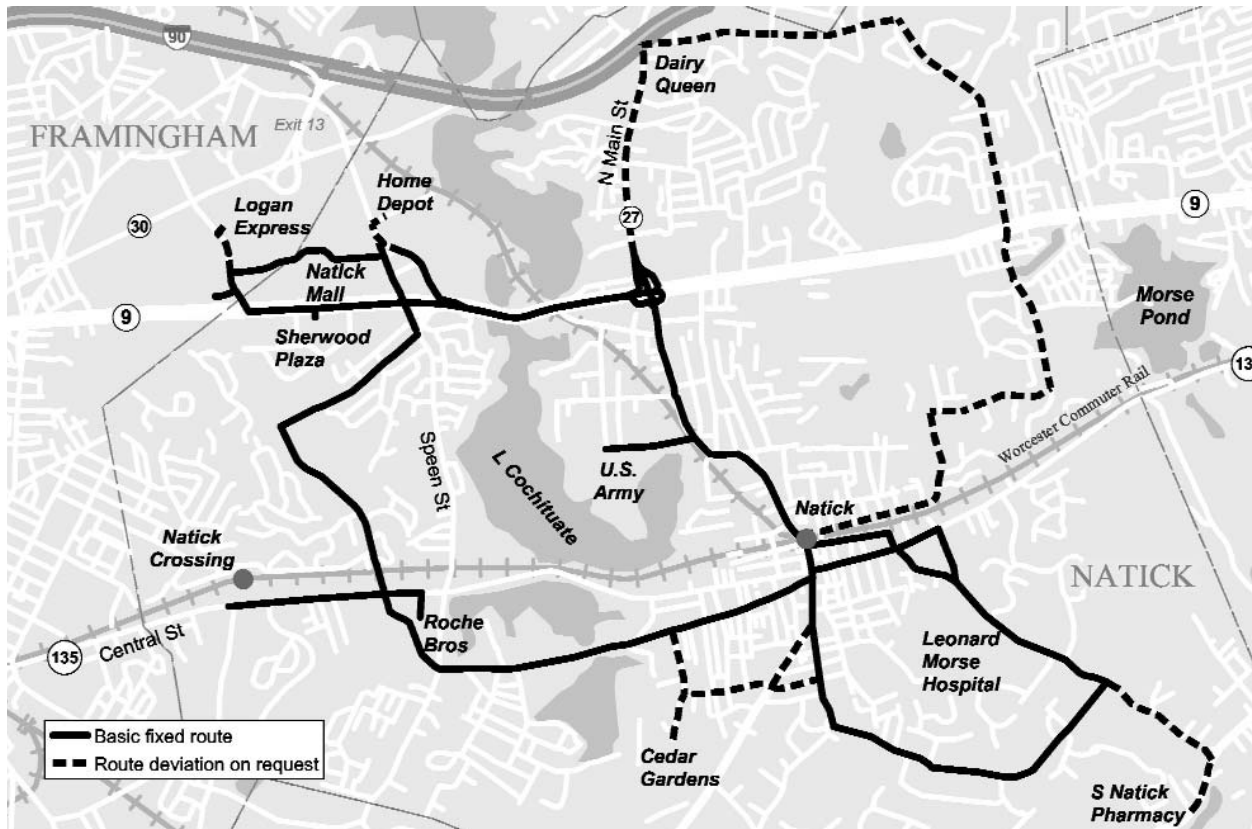 90
Dairy
Queen
FRAMINGHAM
Exit 13
N Main St
Home
Depot
Logan
Express
30
27
9
Natick
Mall
Morse
Pond
9
Sherwood
Plaza
13
Worcester Commuter Rail
Speen St
L Cochituate
U.S.
Army
Natick
Natick
Crossing
NATICK
Roche
Bros
Central St
135
Leonard
Morse
Hospital
Basic fixed route
Route deviation on request
Cedar
Gardens
S Natick
Pharmacy